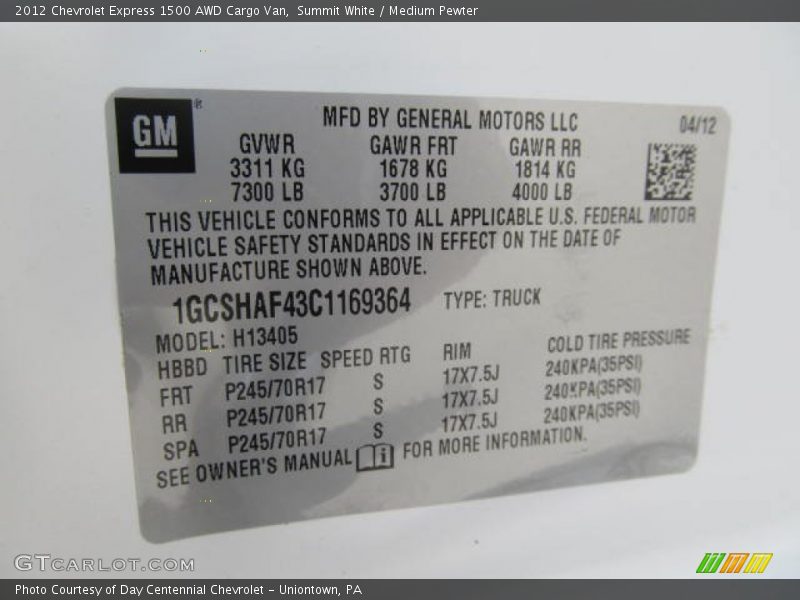 2012 Chevrolet Express 1500 AWD Cargo Van,  Summit White / Medium Pewter
GM ®
MFD BY GENERAL MOTORS LLC 04/12
GVWR GAWR FRT GAWR RR
3311 KG 1678 KG 1814 KG
7300 LB 3700 LB 4000 LB
THIS VEHICLE CONFORMS TO ALL APPLICABLE U.S. FEDERAL MOTOR
VEHICLE SAFETY STANDARDS IN EFFECT ON THE DATE OF
MANUFACTURE SHOWN ABOVE.
1GCSHAF43C1169364 TYPE: TRUCK
MODEL: H13405
HBBD TIRE SIZE SPEED RTG RIM COLD TIRE PRESSURE
FRT P245/70R17 S 17X7.5J 240KPA(35PSI)
RR P245/70R17 S 17X7.5J 240KPA(35PSI)
SPA P245/70R17 S 17X7.5J 240KPA(35PSI)
SEE OWNER'S MANUAL i FOR MORE INFORMATION.
GTCARLOT.COM
Photo Courtesy of Day Centennial Chevrolet - Uniontown, PA